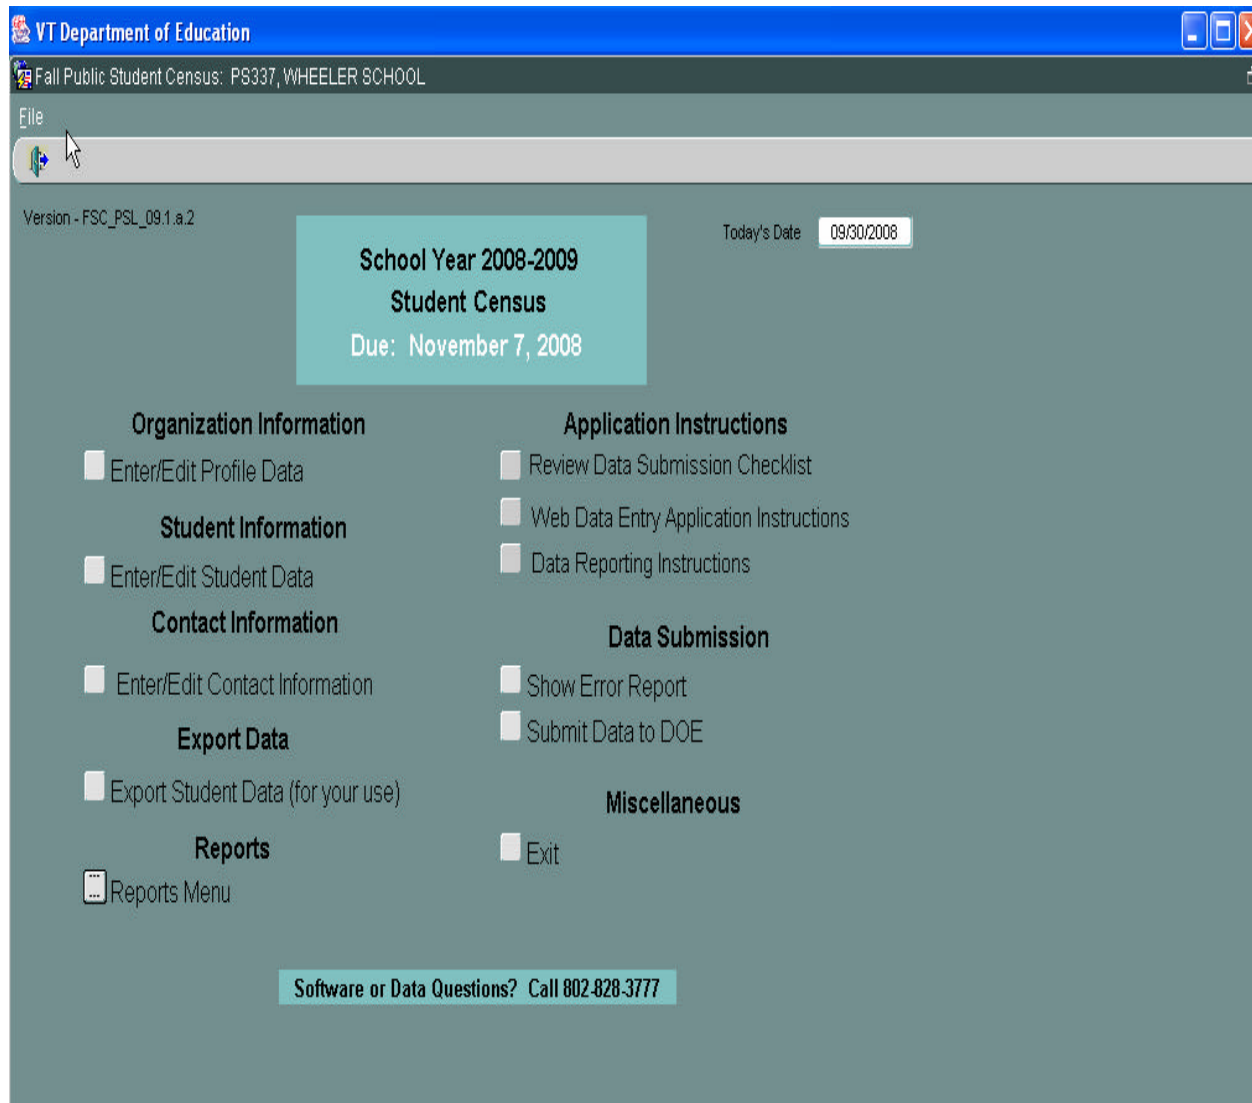 VT Department of Education
Fall Public Student Census: PS337, WHEELER SCHOOL
File
Version - FSC_PSL_09.1.a.2
School Year 2008-2009
Student Census
Due: November 7, 2008
Today's Date 09/30/2008
Organization Information
Enter/Edit Profile Data
Student Information
Enter/Edit Student Data
Contact Information
Enter/Edit Contact Information
Export Data
Export Student Data (for your use)
Reports
Reports Menu
Application Instructions
Review Data Submission Checklist
Web Data Entry Application Instructions
Data Reporting Instructions
Data Submission
Show Error Report
Submit Data to DOE
Miscellaneous
Exit
Software or Data Questions? Call 802-828-3777